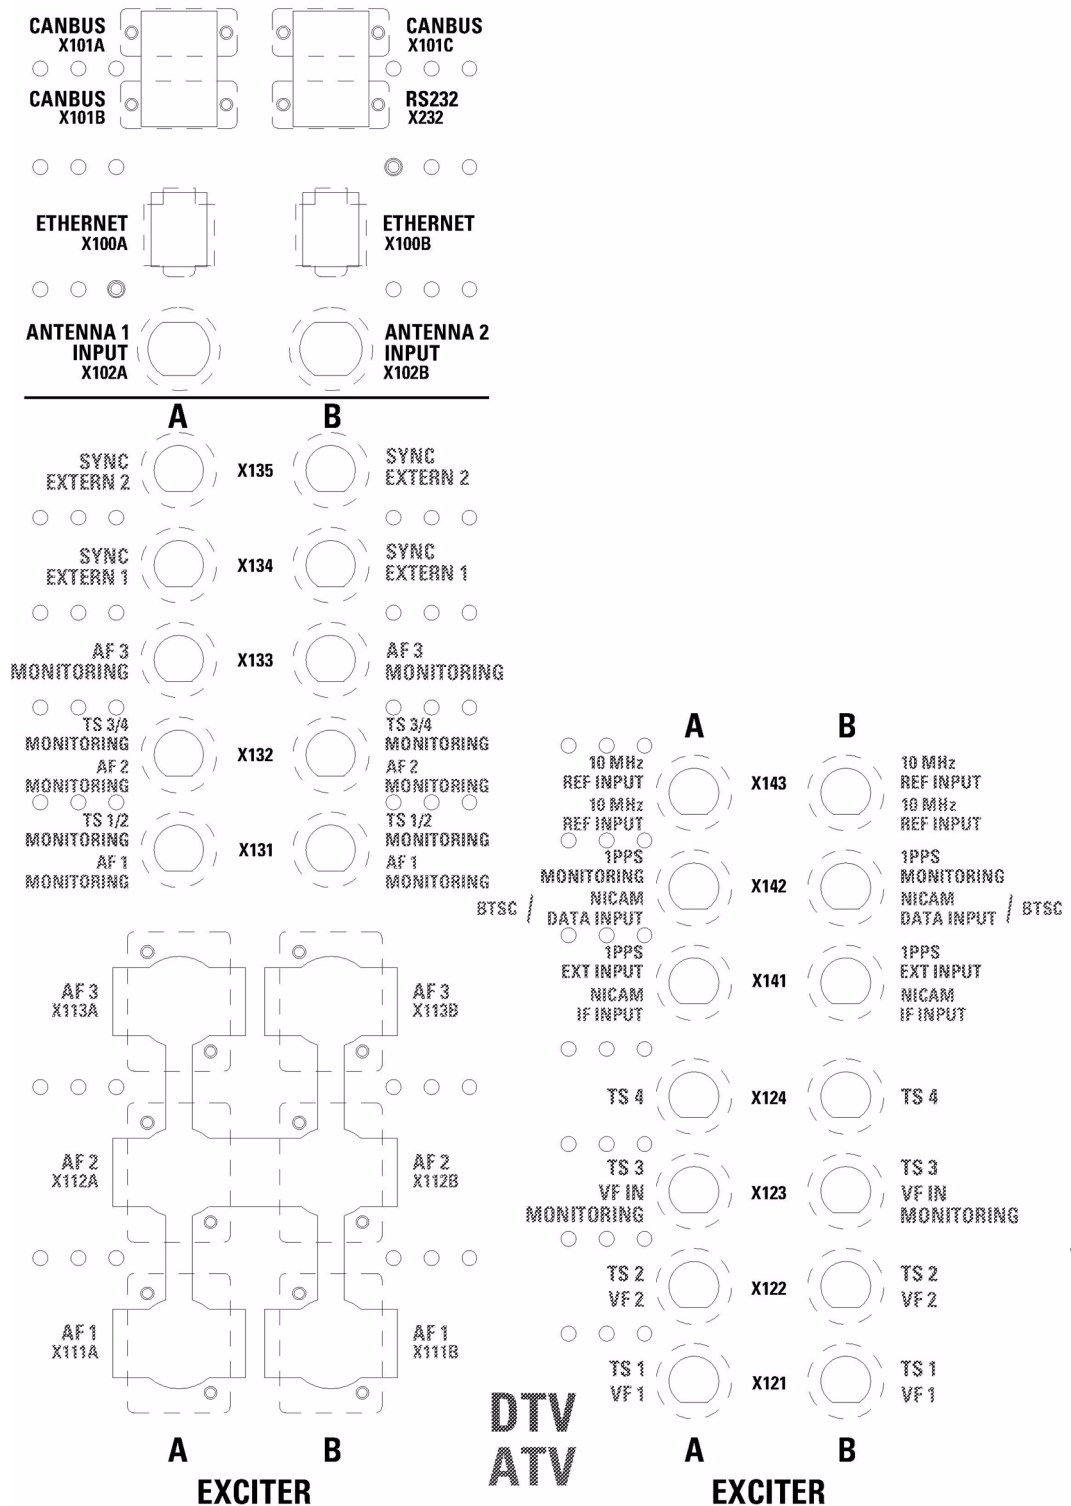 CANBUS
X101A
CANBUS
X101C
CANBUS
X101B
RS232
X232
ETHERNET
X100A
ETHERNET
X100B
ANTENNA 1
INPUT
X102A
ANTENNA 2
INPUT
X102B
A B
SYNC
EXTERN 2
X135
SYNC
EXTERN 2
SYNC
EXTERN 1
X134
SYNC
EXTERN 1
AF 3
MONITORING
X133
AF 3
MONITORING
TS 3/4
MONITORING
AF 2
MONITORING
X132
TS 3/4
MONITORING
AF 2
MONITORING
TS 1/2
MONITORING
AF 1
MONITORING
X131
TS 1/2
MONITORING
AF 1
MONITORING
AF 3
X113A
AF 3
X113B
AF 2
X112A
AF 2
X112B
AF 1
X111A
AF 1
X111B
A B
EXCITER
DTV
ATV
A B
10 MHz
REF INPUT
10 MHz
REF INPUT
X143
10 MHz
REF INPUT
10 MHz
REF INPUT
1PPS
MONITORING
BTSC / NICAM
DATA INPUT
X142
1PPS
MONITORING
NICAM
DATA INPUT / BTSC
1PPS
EXT INPUT
NICAM
IF INPUT
X141
1PPS
EXT INPUT
NICAM
IF INPUT
TS 4
X124
TS 4
TS 3
VF IN
MONITORING
X123
TS 3
VF IN
MONITORING
TS 2
VF 2
X122
TS 2
VF 2
TS 1
VF 1
X121
TS 1
VF 1
A B
EXCITER